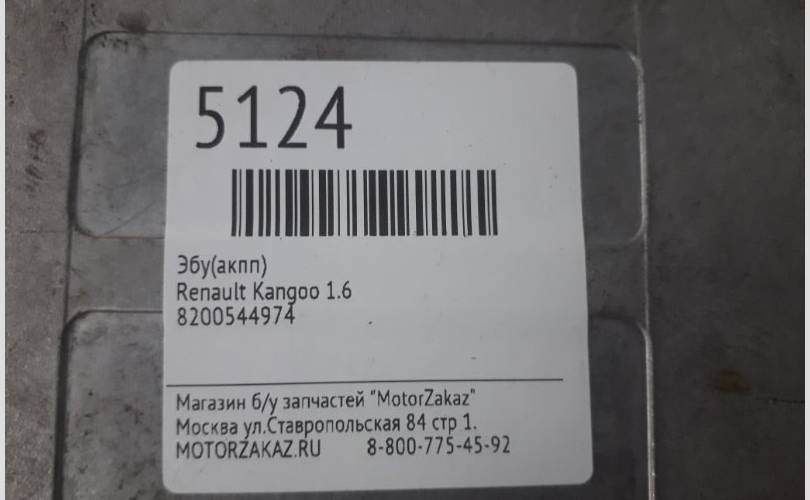 5124
Эбу(акпп)
Renault Kangoo 1.6
8200544974
Магазин б/у запчастей "MotorZakaz"
Москва ул.Ставропольская 84 стр 1.
MOTORZAKAZ.RU 8-800-775-45-92